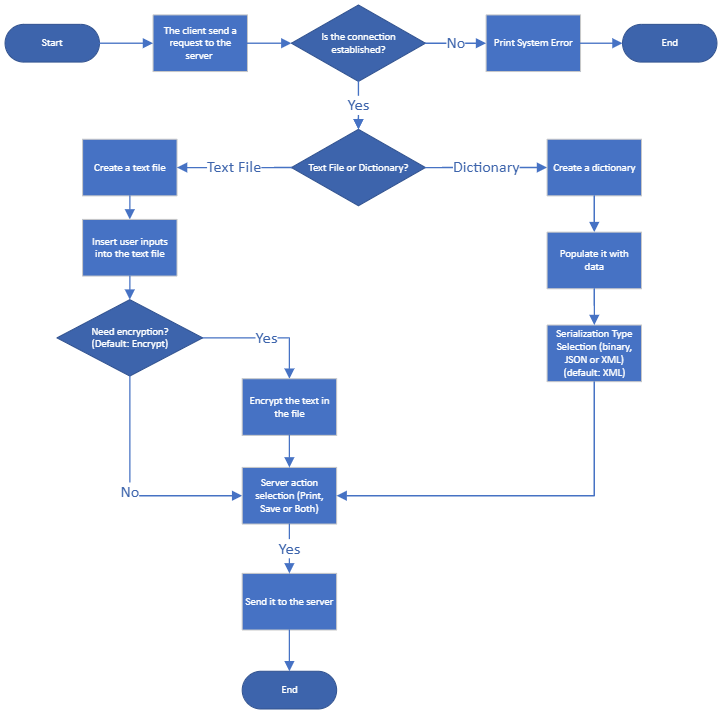 Start
The client send a
request to the
server
Is the connection
established?
No
Print System Error
End
Yes
Create a text file
Text File
Text File or Dictionary?
Dictionary
Create a dictionary
Insert user inputs
into the text file
Populate it with
data
Need encryption?
(Default: Encrypt)
Yes
Serialization Type
Selection (binary,
JSON or XML)
(default: XML)
Encrypt the text in
the file
No
Server action
selection (Print,
Save or Both)
Yes
Send it to the server
End